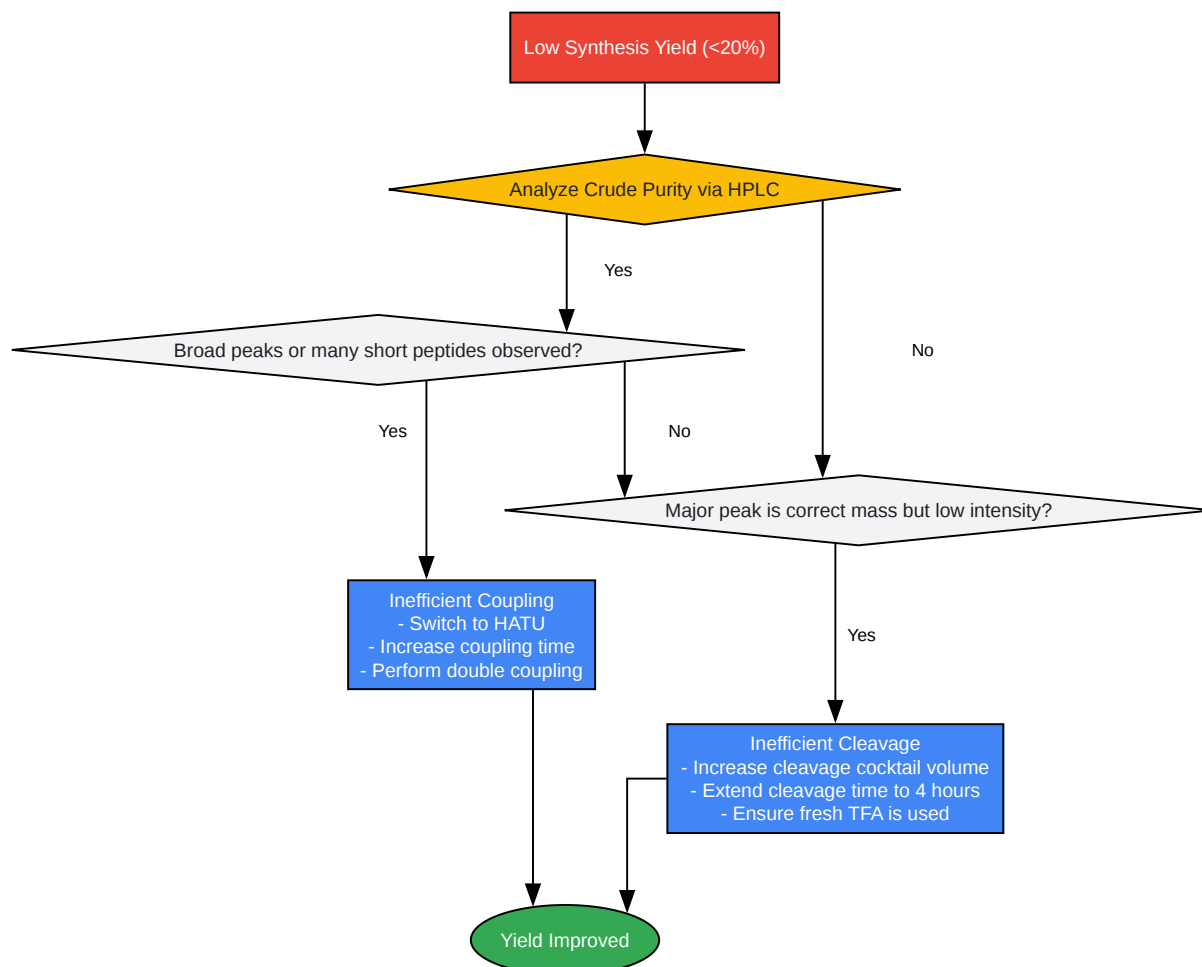 Low Synthesis Yield (<20%)
Analyze Crude Purity via HPLC
Yes
Broad peaks or many short peptides observed?
No
Yes
No
Major peak is correct mass but low intensity?
Inefficient Coupling
- Switch to HATU
- Increase coupling time
- Perform double coupling
Yes
Inefficient Cleavage
- Increase cleavage cocktail volume
- Extend cleavage time to 4 hours
- Ensure fresh TFA is used
Yield Improved